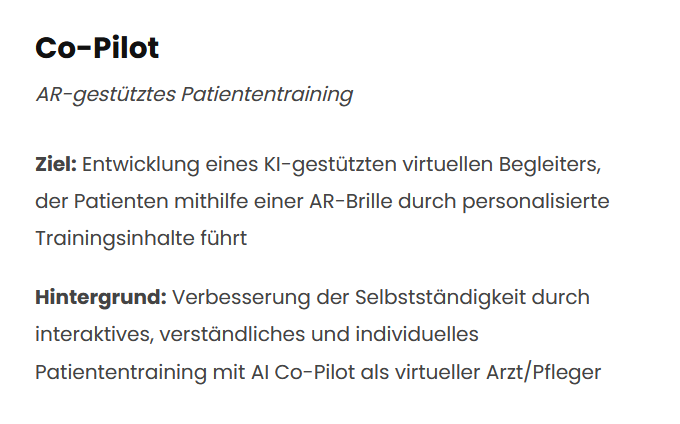 Co-Pilot
AR-gestütztes Patiententraining
Ziel: Entwicklung eines KI-gestützten virtuellen Begleiters,
der Patienten mithilfe einer AR-Brille durch personalisierte
Trainingsinhalte führt
Hintergrund: Verbesserung der Selbstständigkeit durch
interaktives, verständliches und individuelles
Patiententraining mit AI Co-Pilot als virtueller Arzt/Pfleger